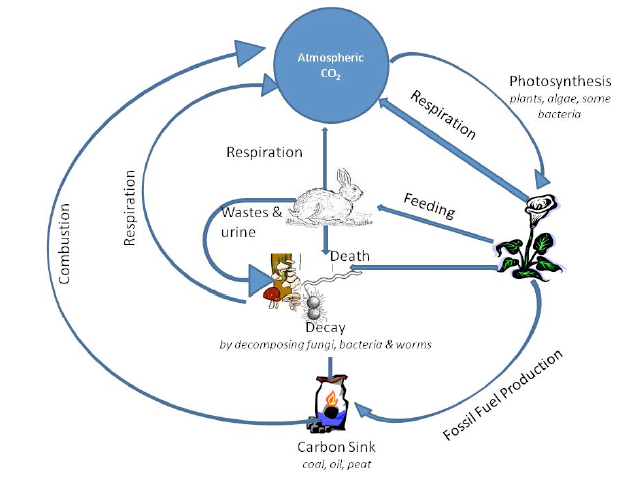 Atmospheric
CO₂
Photosynthesis
plants, algae, some
bacteria
Respiration
Respiration
Feeding
Wastes &
urine
Respiration
Combustion
Death
Decay
by decomposing fungi, bacteria & worms
Fossil Fuel Production
Carbon Sink
coal, oil, peat